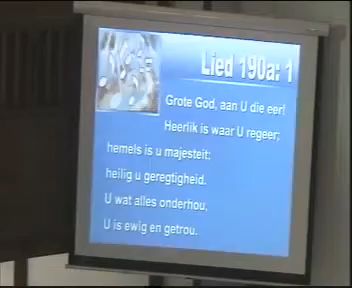 Lied 190a: 1
Grote God, aan U die eer!
Heerlik is waar U regeer;
hemels is u majesteit:
heilig u geregtigheid.
U wat alles onderhou,
U is ewig en getrou.